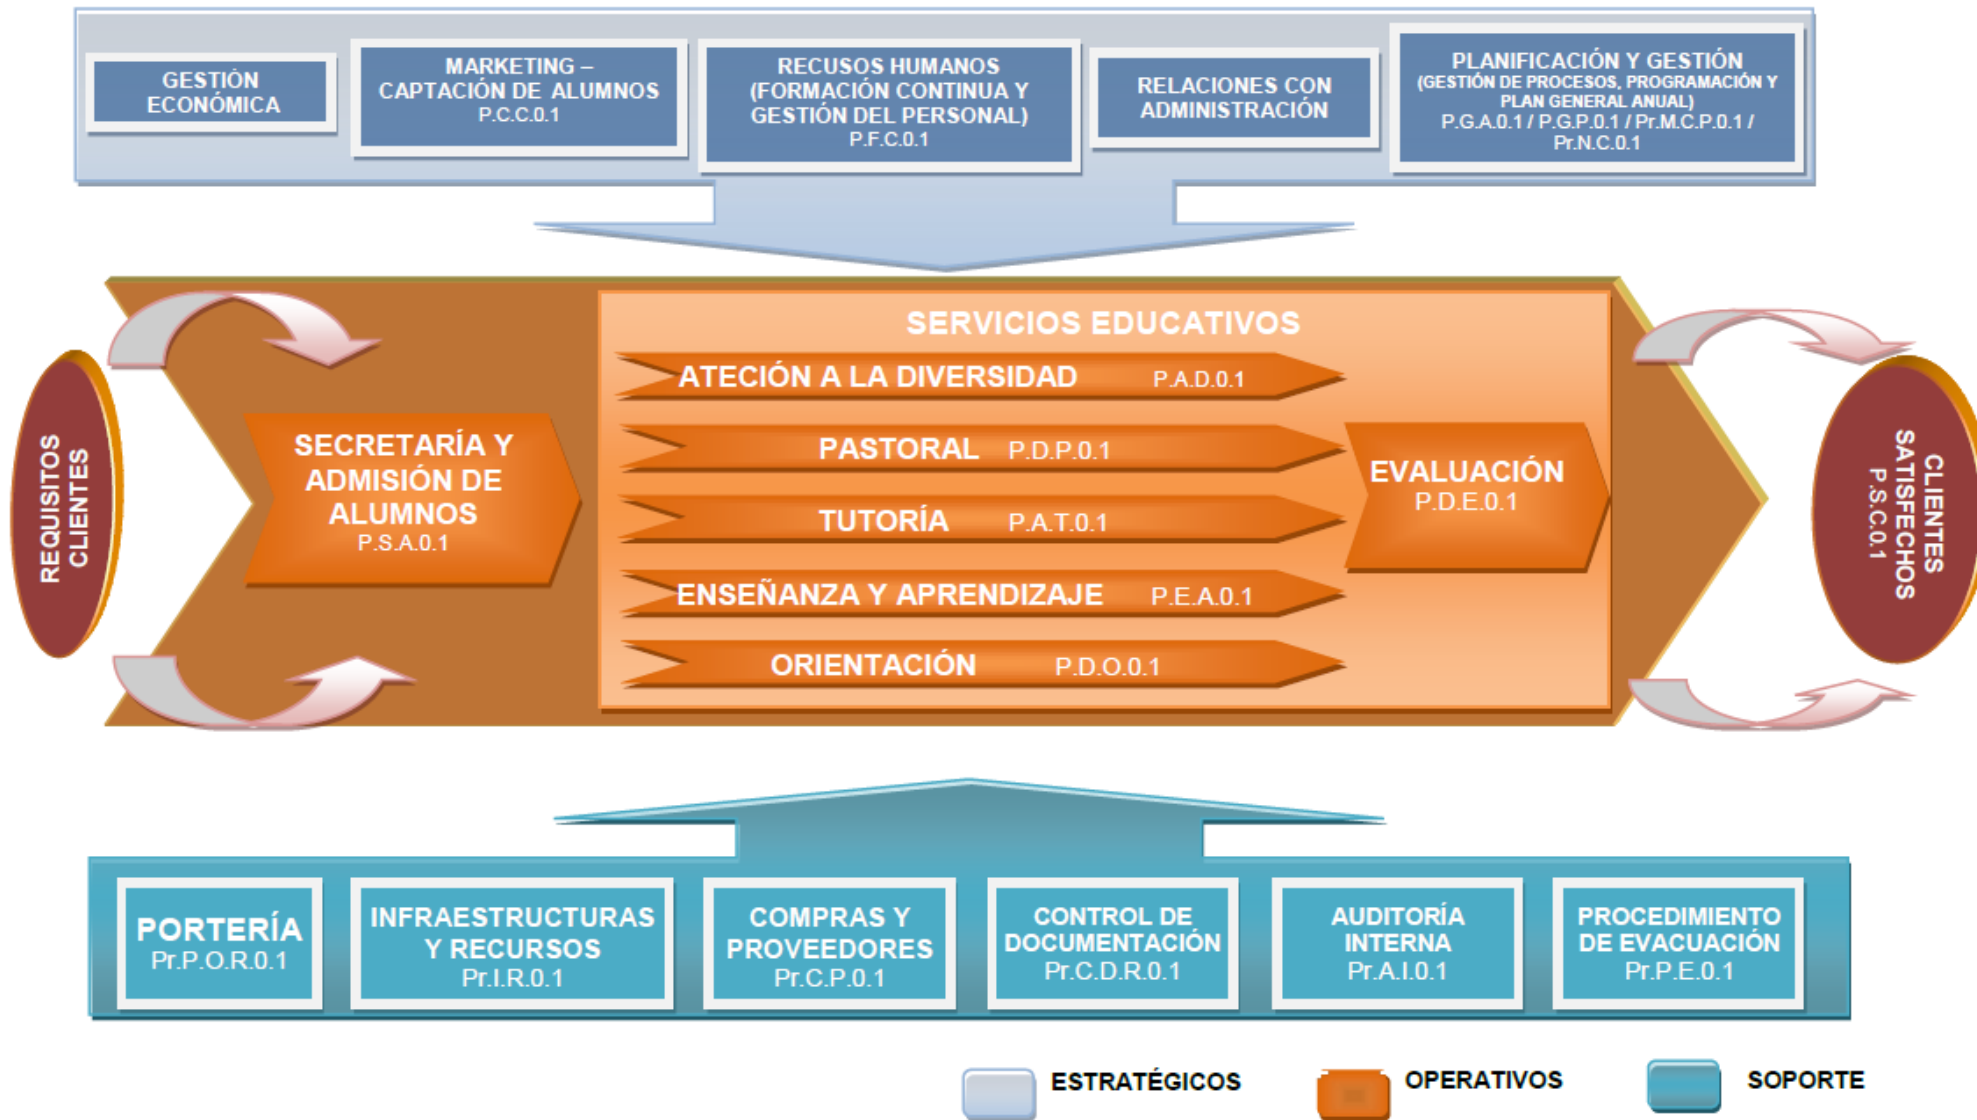 GESTIÓN
ECONÓMICA
MARKETING –
CAPTACIÓN DE ALUMNOS
P.C.C.0.1
RECUSOS HUMANOS
(FORMACIÓN CONTINUA Y
GESTIÓN DEL PERSONAL)
P.F.C.0.1
RELACIONES CON
ADMINISTRACIÓN
PLANIFICACIÓN Y GESTIÓN
(GESTIÓN DE PROCESOS, PROGRAMACIÓN Y
PLAN GENERAL ANUAL)
P.G.A.0.1 / P.G.P.0.1 / Pr.M.C.P.0.1 /
Pr.N.C.0.1
REQUISITOS
CLIENTES
SECRETARÍA Y
ADMISIÓN DE
ALUMNOS
P.S.A.0.1
SERVICIOS EDUCATIVOS
ATECIÓN A LA DIVERSIDAD P.A.D.0.1
PASTORAL P.D.P.0.1
TUTORÍA P.A.T.0.1
ENSEÑANZA Y APRENDIZAJE P.E.A.0.1
ORIENTACIÓN P.D.O.0.1
EVALUACIÓN
P.D.E.0.1
CLIENTES
SATISFECHOS
P.S.C.0.1
PORTERÍA
Pr.P.O.R.0.1
INFRAESTRUCTURAS
Y RECURSOS
Pr.I.R.0.1
COMPRAS Y
PROVEEDORES
Pr.C.P.0.1
CONTROL DE
DOCUMENTACIÓN
Pr.C.D.R.0.1
AUDITORÍA
INTERNA
Pr.A.I.0.1
PROCEDIMIENTO
DE EVACUACIÓN
Pr.P.E.0.1
ESTRATÉGICOS
OPERATIVOS
SOPORTE